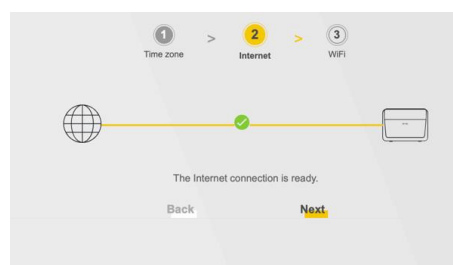 1 > 2 > 3
Time zone Internet WiFi
The Internet connection is ready.
Back Next